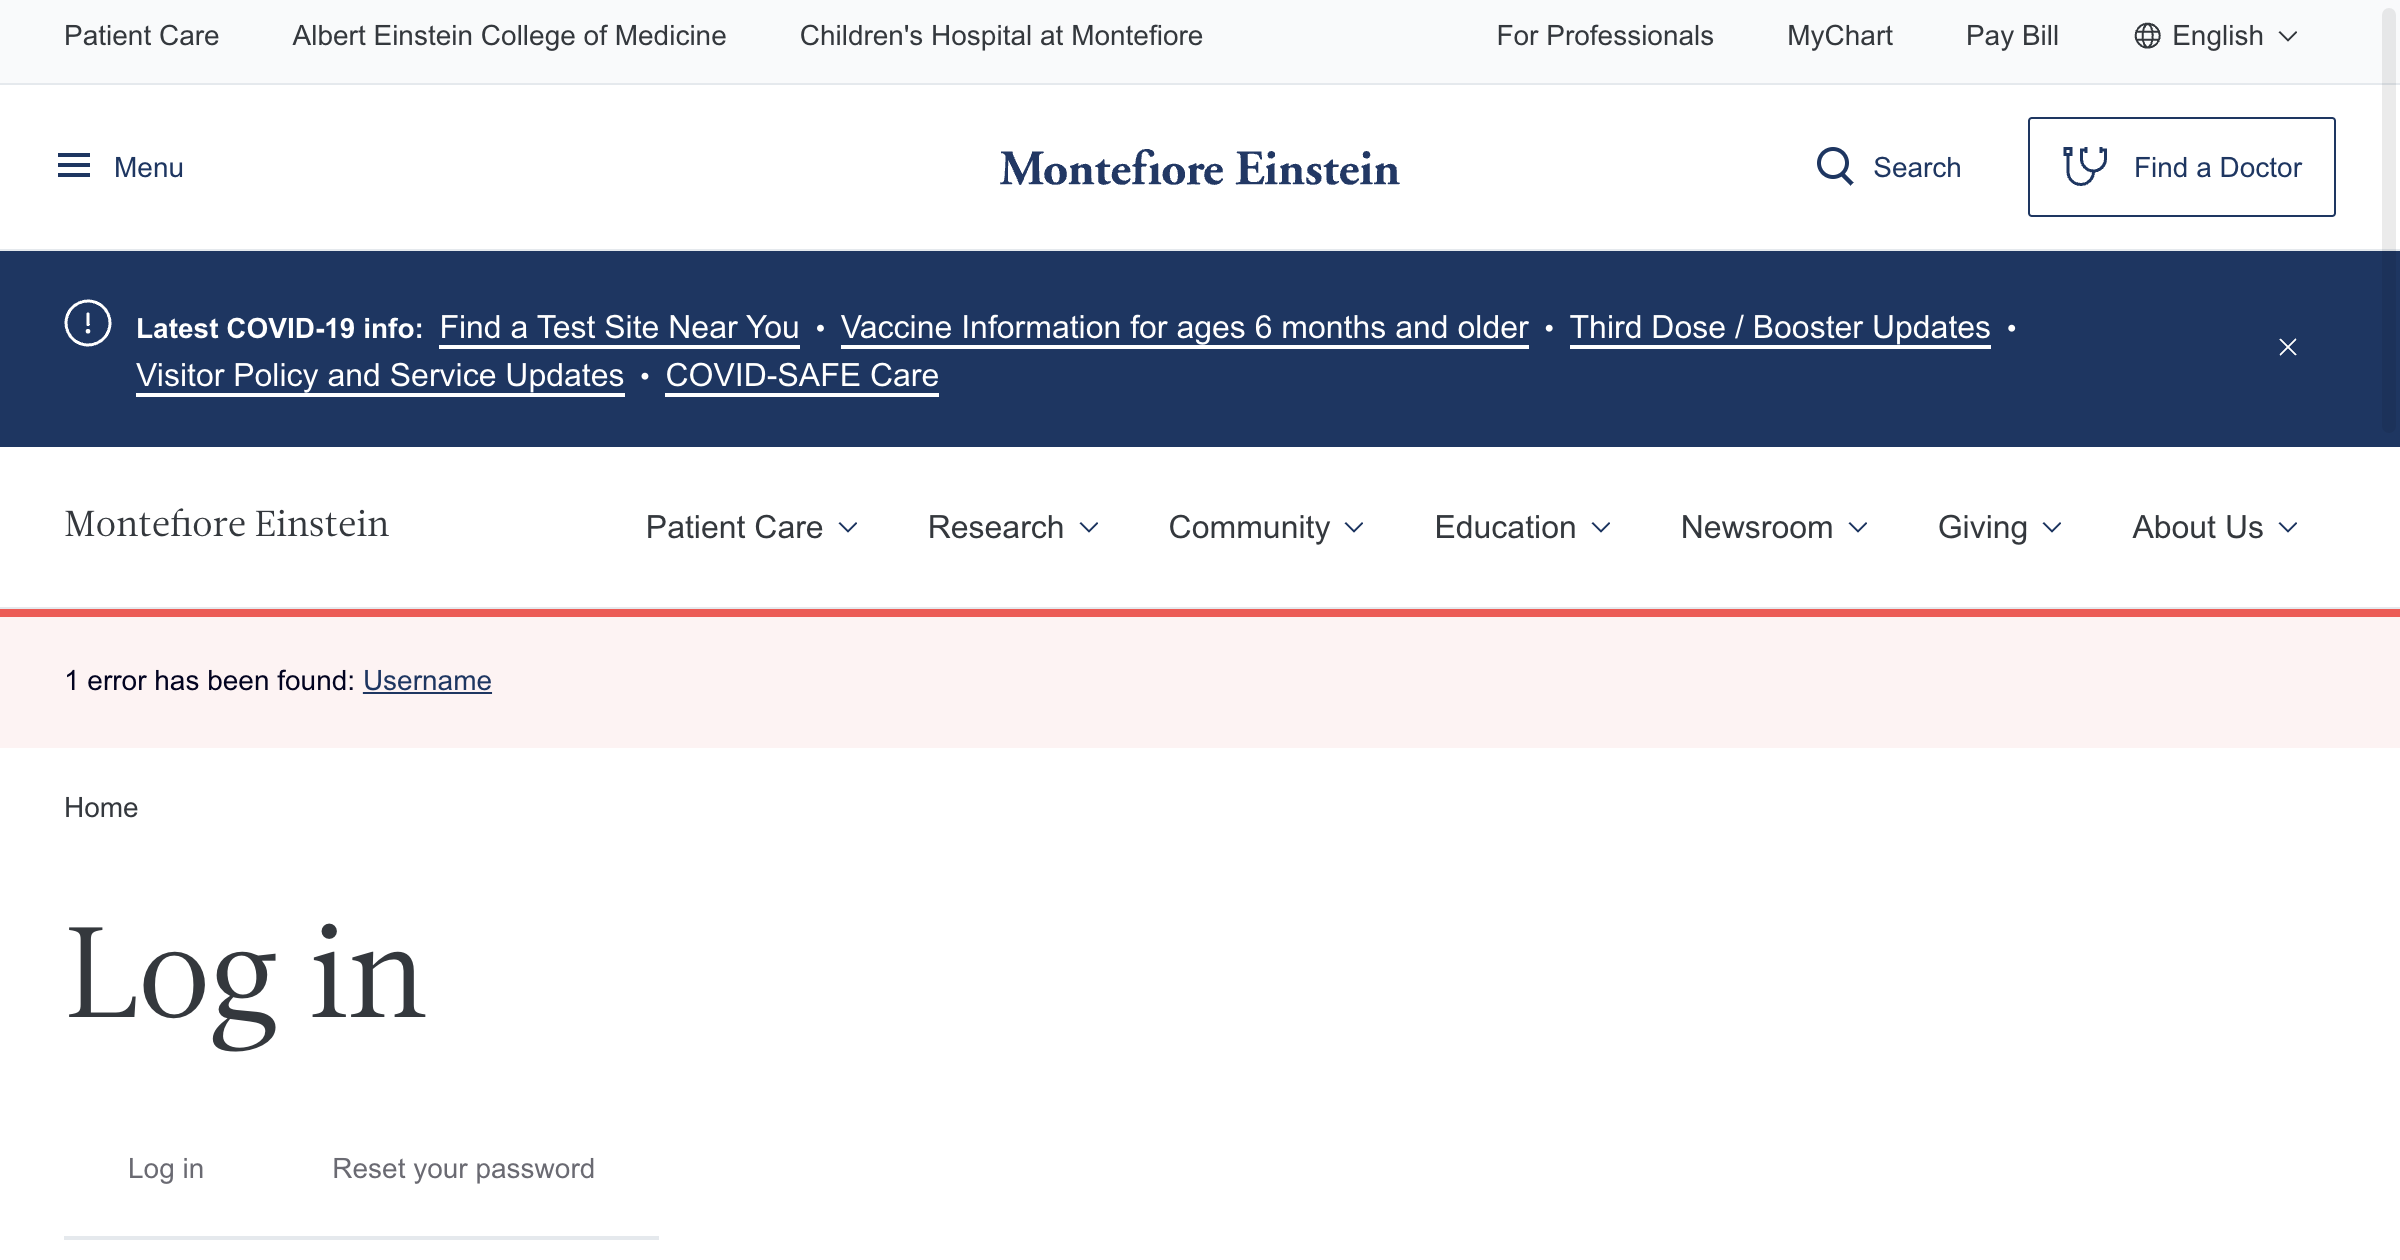 Patient Care Albert Einstein College of Medicine Children's Hospital at Montefiore For Professionals MyChart Pay Bill English
Menu Montefiore Einstein Search Find a Doctor
Latest COVID-19 info: Find a Test Site Near You • Vaccine Information for ages 6 months and older • Third Dose / Booster Updates •
Visitor Policy and Service Updates • COVID-SAFE Care
Montefiore Einstein Patient Care Research Community Education Newsroom Giving About Us
1 error has been found: Username
Home
Log in
Log in Reset your password